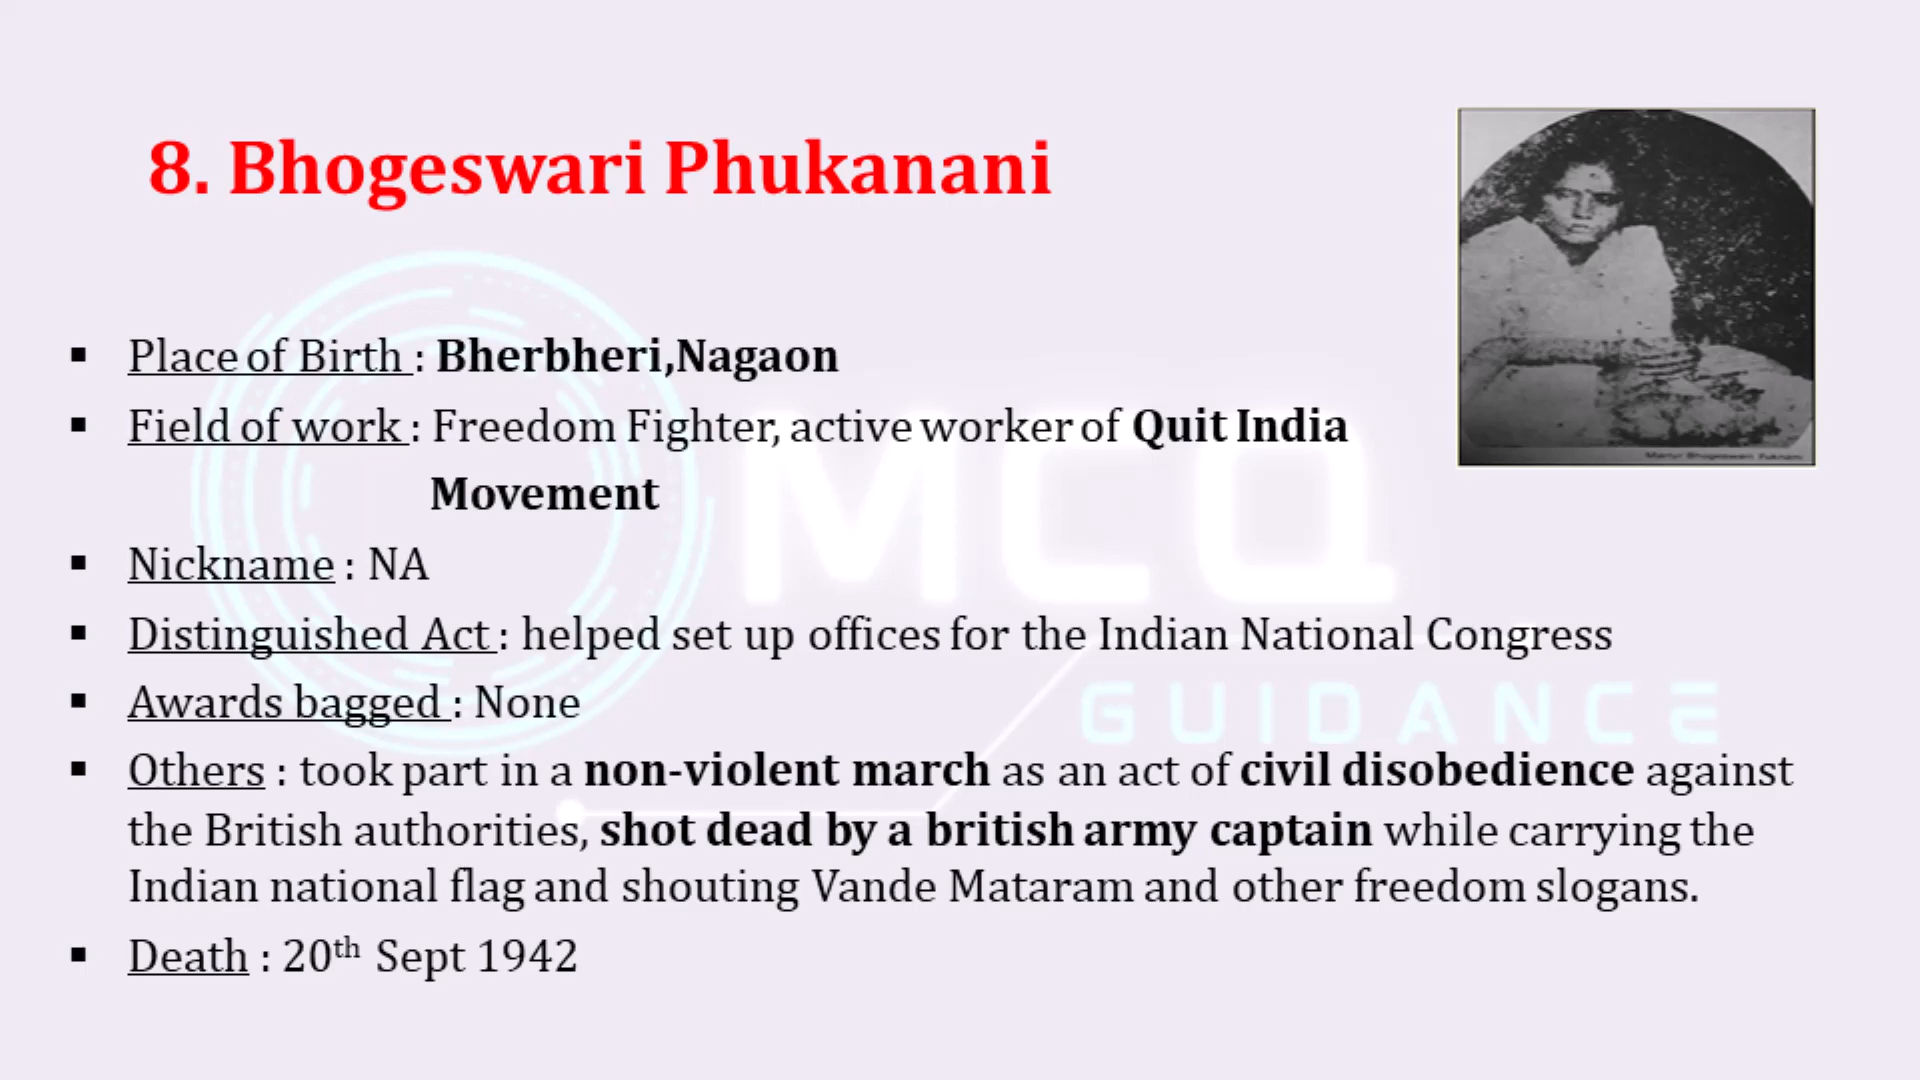 8. Bhogeswari Phukanani
▪ Place of Birth : Bherbheri,Nagaon
▪ Field of work : Freedom Fighter, active worker of Quit India
Movement
▪ Nickname : NA
▪ Distinguished Act : helped set up offices for the Indian National Congress
▪ Awards bagged : None
▪ Others : took part in a non-violent march as an act of civil disobedience against
the British authorities, shot dead by a british army captain while carrying the
Indian national flag and shouting Vande Mataram and other freedom slogans.
▪ Death : 20th Sept 1942
MCQ
GUIDANCE
Martyr Bhogeswari